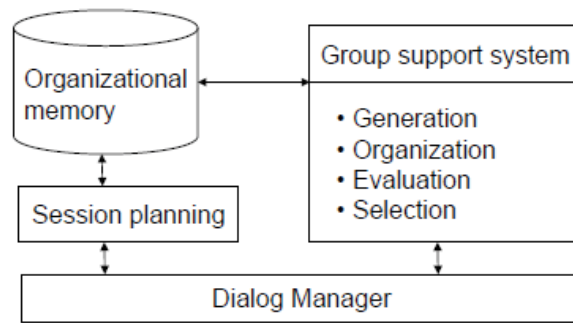 Organizational
memory
Group support system
• Generation
• Organization
• Evaluation
• Selection
Session planning
Dialog Manager